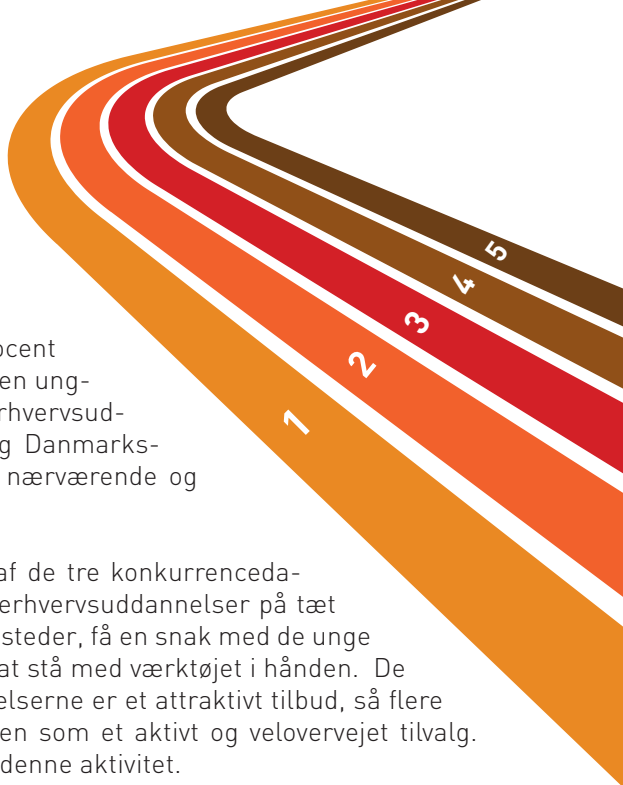 5
4
3
2
1
ocent
en ung-
rhvervsud-
g Danmarks-
nærværende og
af de tre konkurrenceda-
erhvervsuddannelser på tæt
steder, få en snak med de unge
at stå med værktøjet i hånden. De
elserne er et attraktivt tilbud, så flere
en som et aktivt og velovervejet tilvalg.
denne aktivitet.